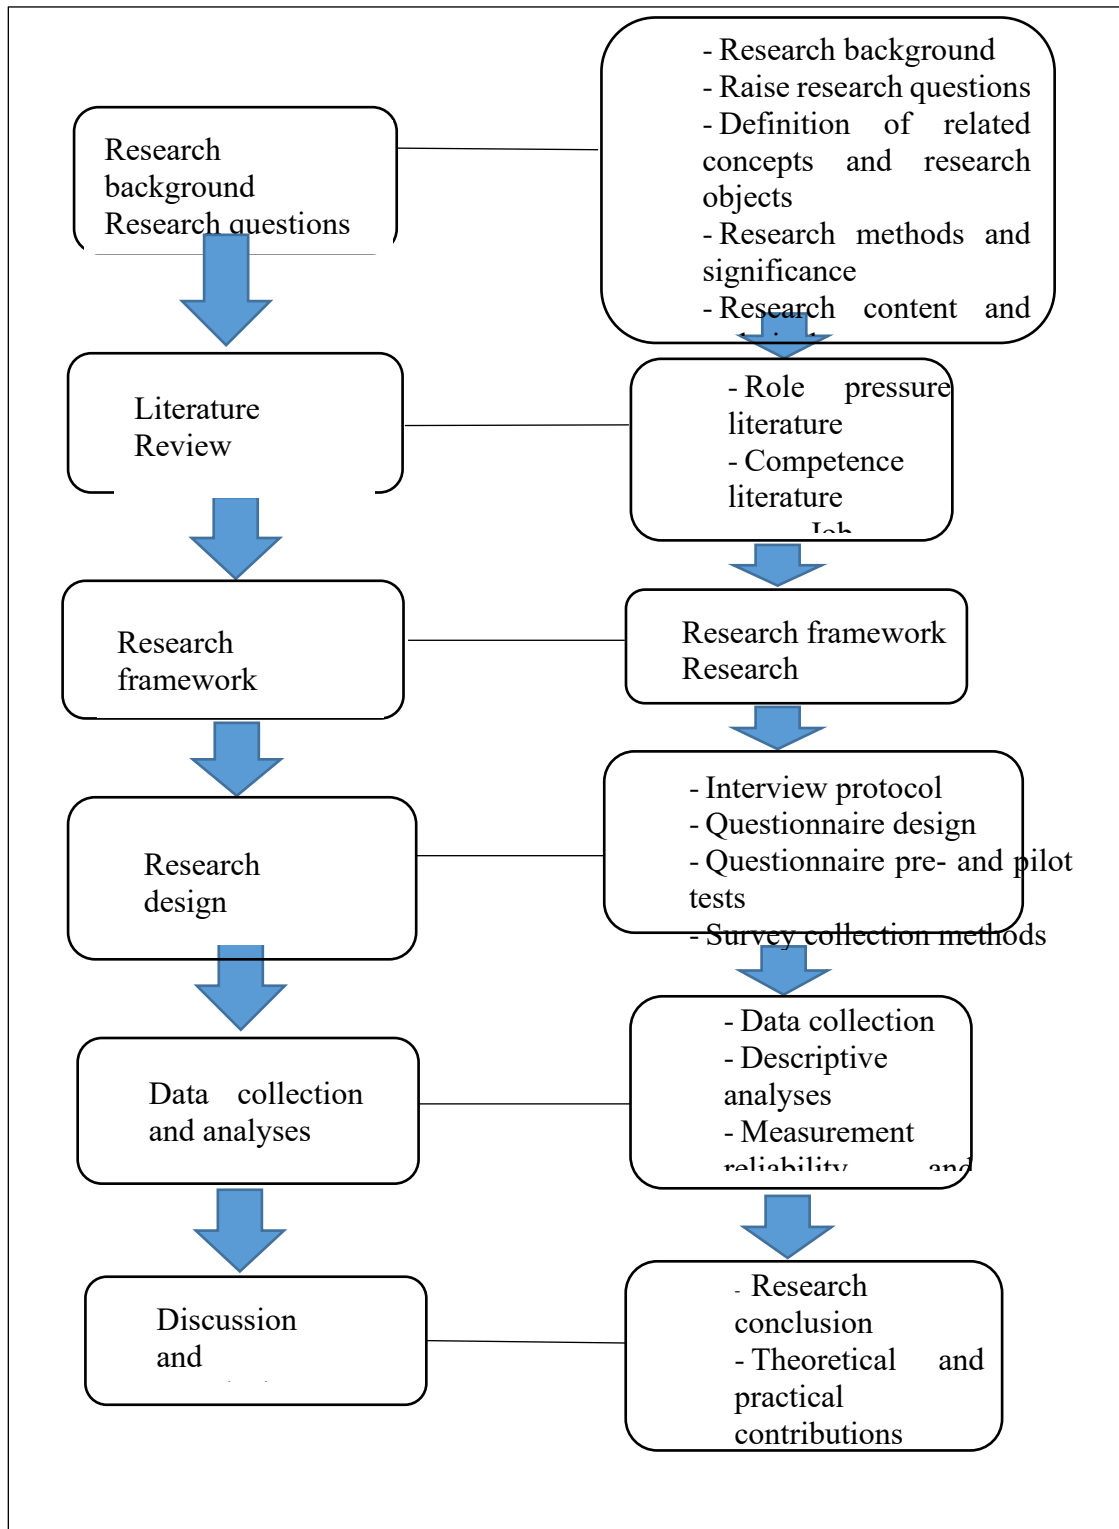 Research
background
Research questions
- Research background
- Raise research questions
- Definition of related
concepts and research
objects
- Research methods and
significance
- Research content and
Literature
Review
- Role pressure
literature
- Competence
literature
Job
Research
framework
Research framework
Research
Research
design
- Interview protocol
- Questionnaire design
- Questionnaire pre- and pilot
tests
- Survey collection methods
Data collection
and analyses
- Data collection
- Descriptive
analyses
- Measurement
reliability and
Discussion
and
- Research
conclusion
- Theoretical and
practical
contributions